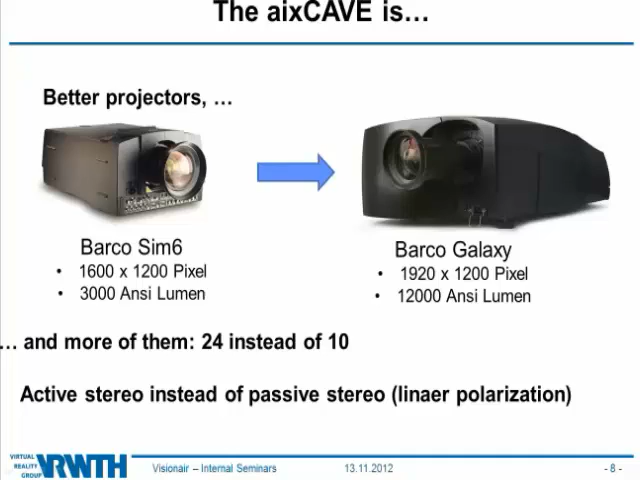 The aixCAVE is…
Better projectors, …
Barco Sim6
• 1600 x 1200 Pixel
• 3000 Ansi Lumen
Barco Galaxy
• 1920 x 1200 Pixel
• 12000 Ansi Lumen
… and more of them: 24 instead of 10
Active stereo instead of passive stereo (linaer polarization)
VIRTUAL
REALITY
GROUP
RWTH
Visionair – Internal Seminars
13.11.2012
- 8 -